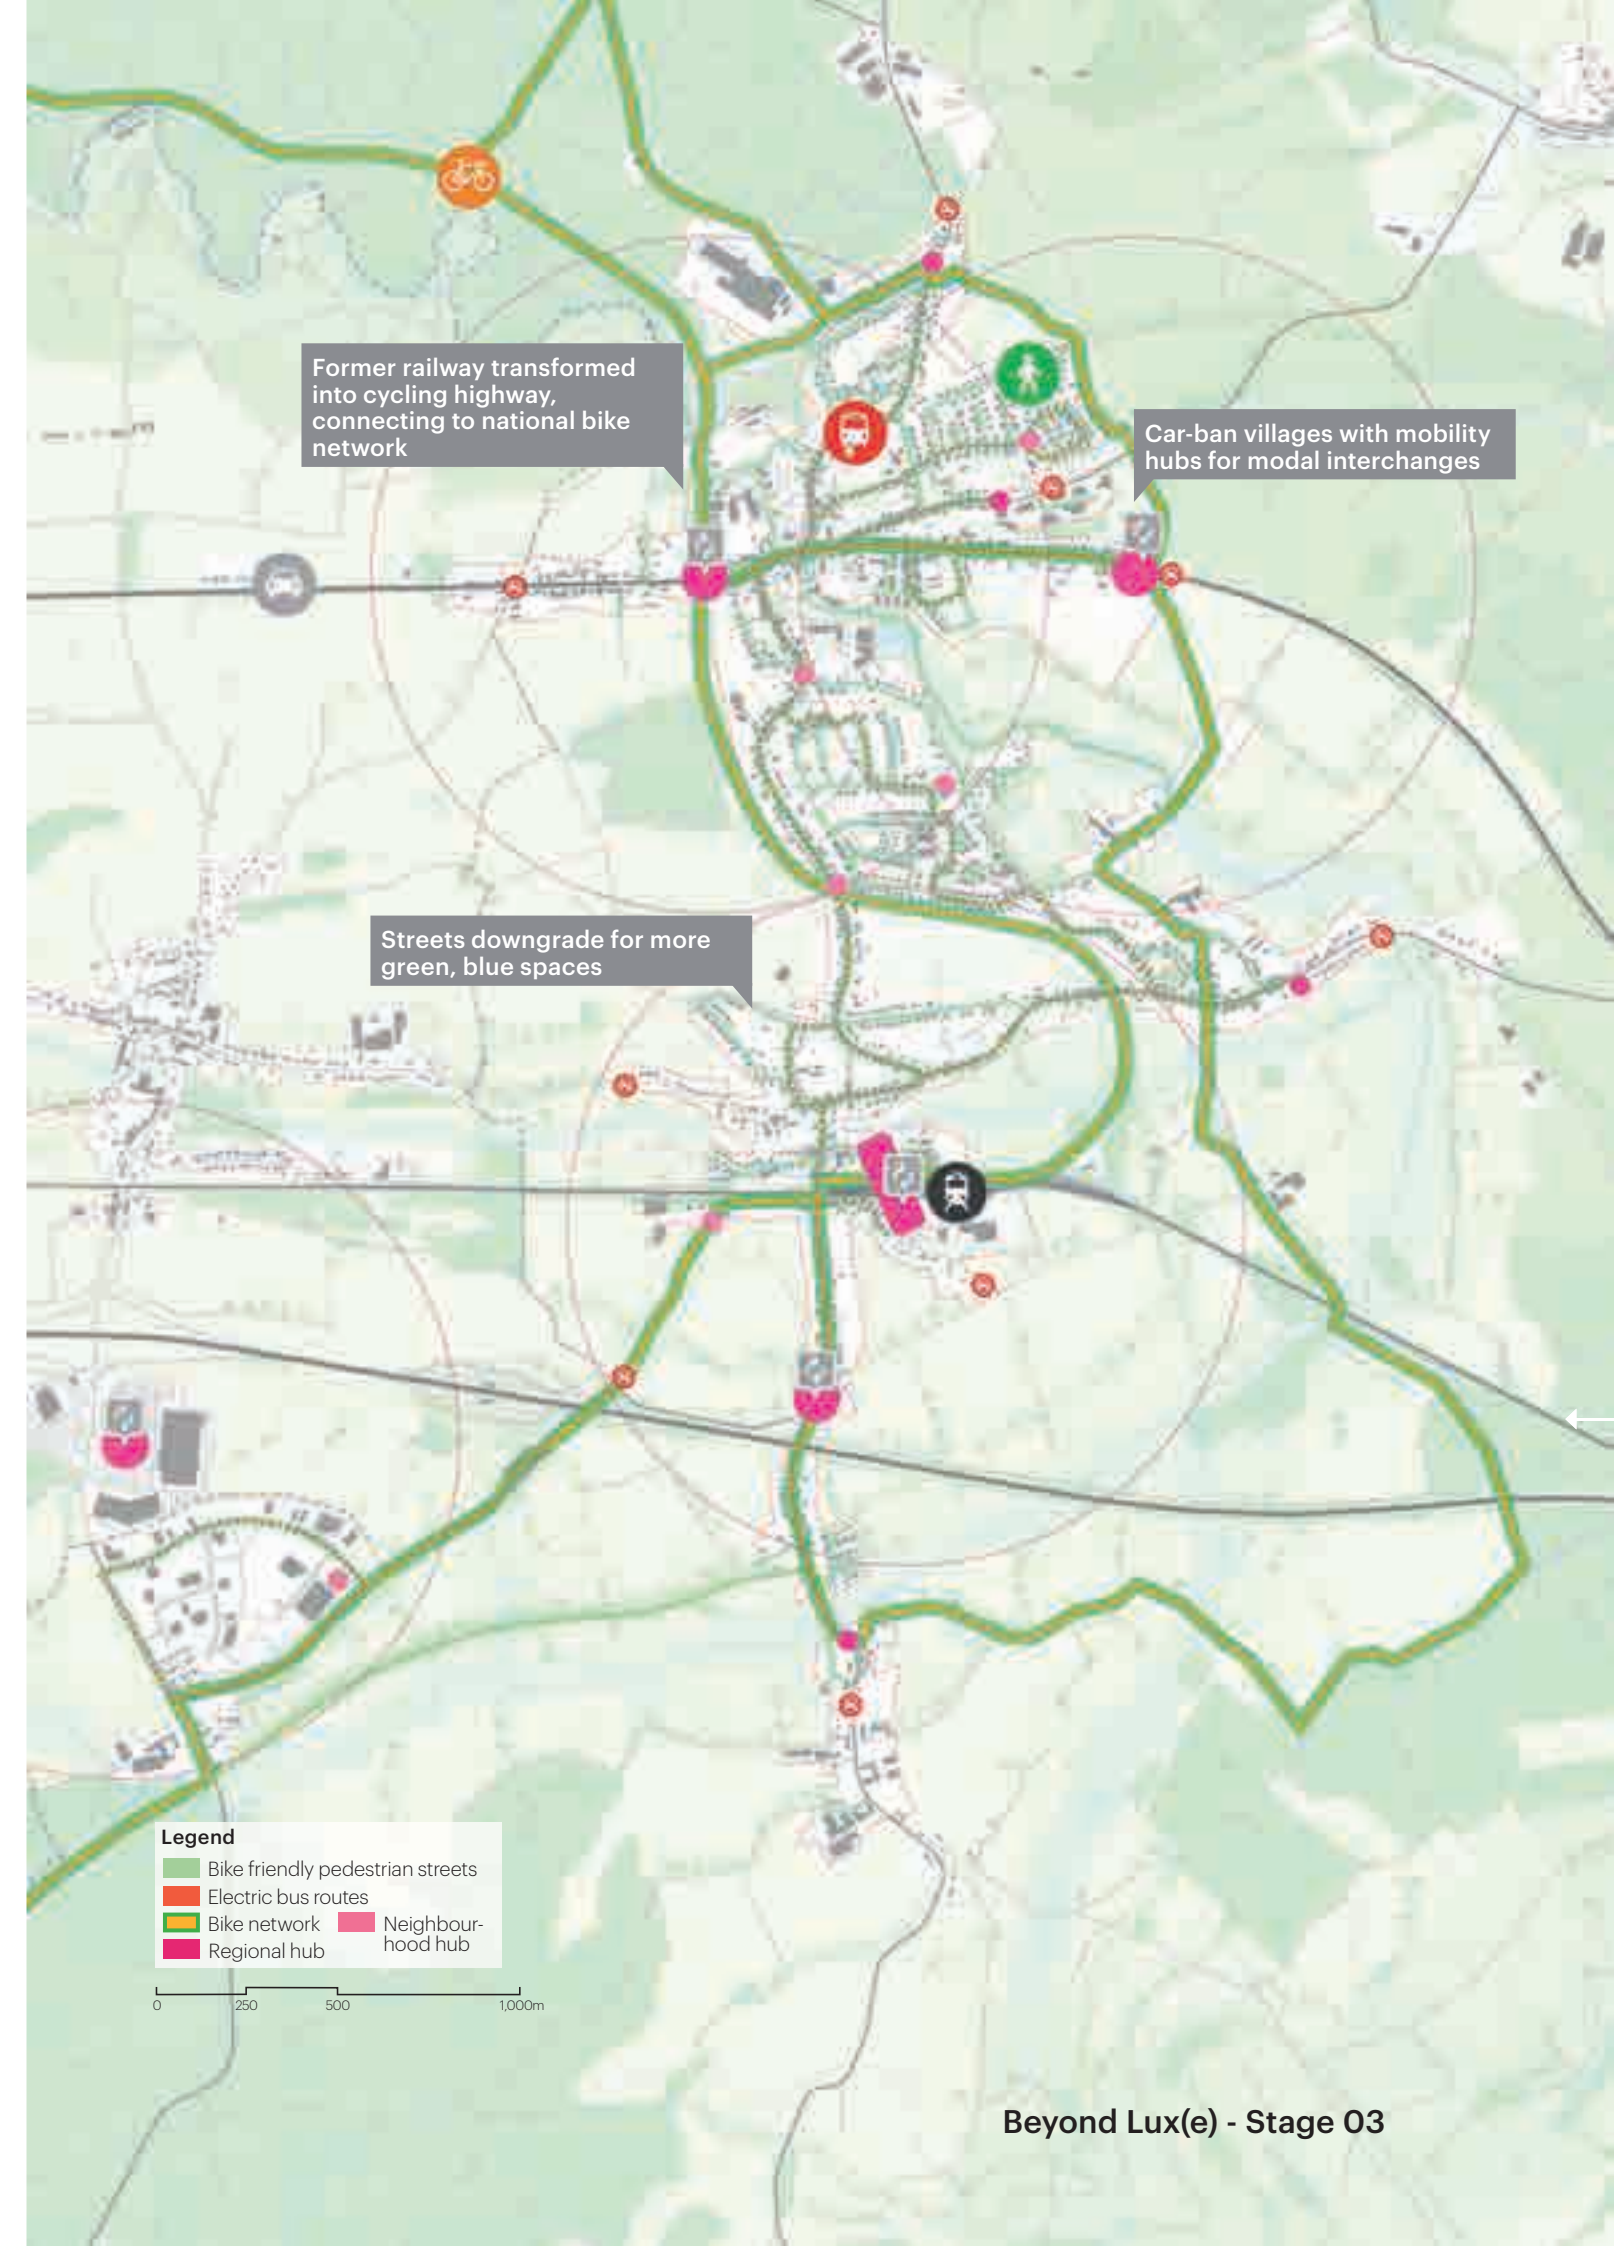 Former railway transformed
into cycling highway,
connecting to national bike
network
Car-ban villages with mobility
hubs for modal interchanges
Streets downgrade for more
green, blue spaces
Legend
Bike friendly pedestrian streets
Electric bus routes
Bike network
Neighbour-
hood hub
Regional hub
0 250 500 1,000m
Beyond Lux(e) - Stage 03